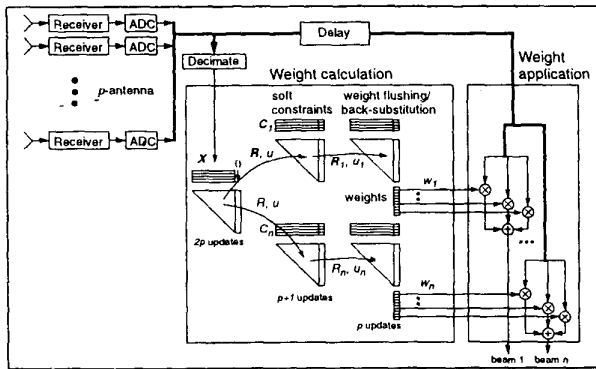 Receiver ADC
Receiver ADC
p-antenna
Receiver ADC
Delay
Decimate
Weight calculation
Weight
application
soft
constraints
weight flushing/
back-substitution
C1
X
0
R, u
R1, u1
w1
weights
R, u
2p updates
Cn
Rn, un
p+1 updates
wn
p updates
beam 1 beam n